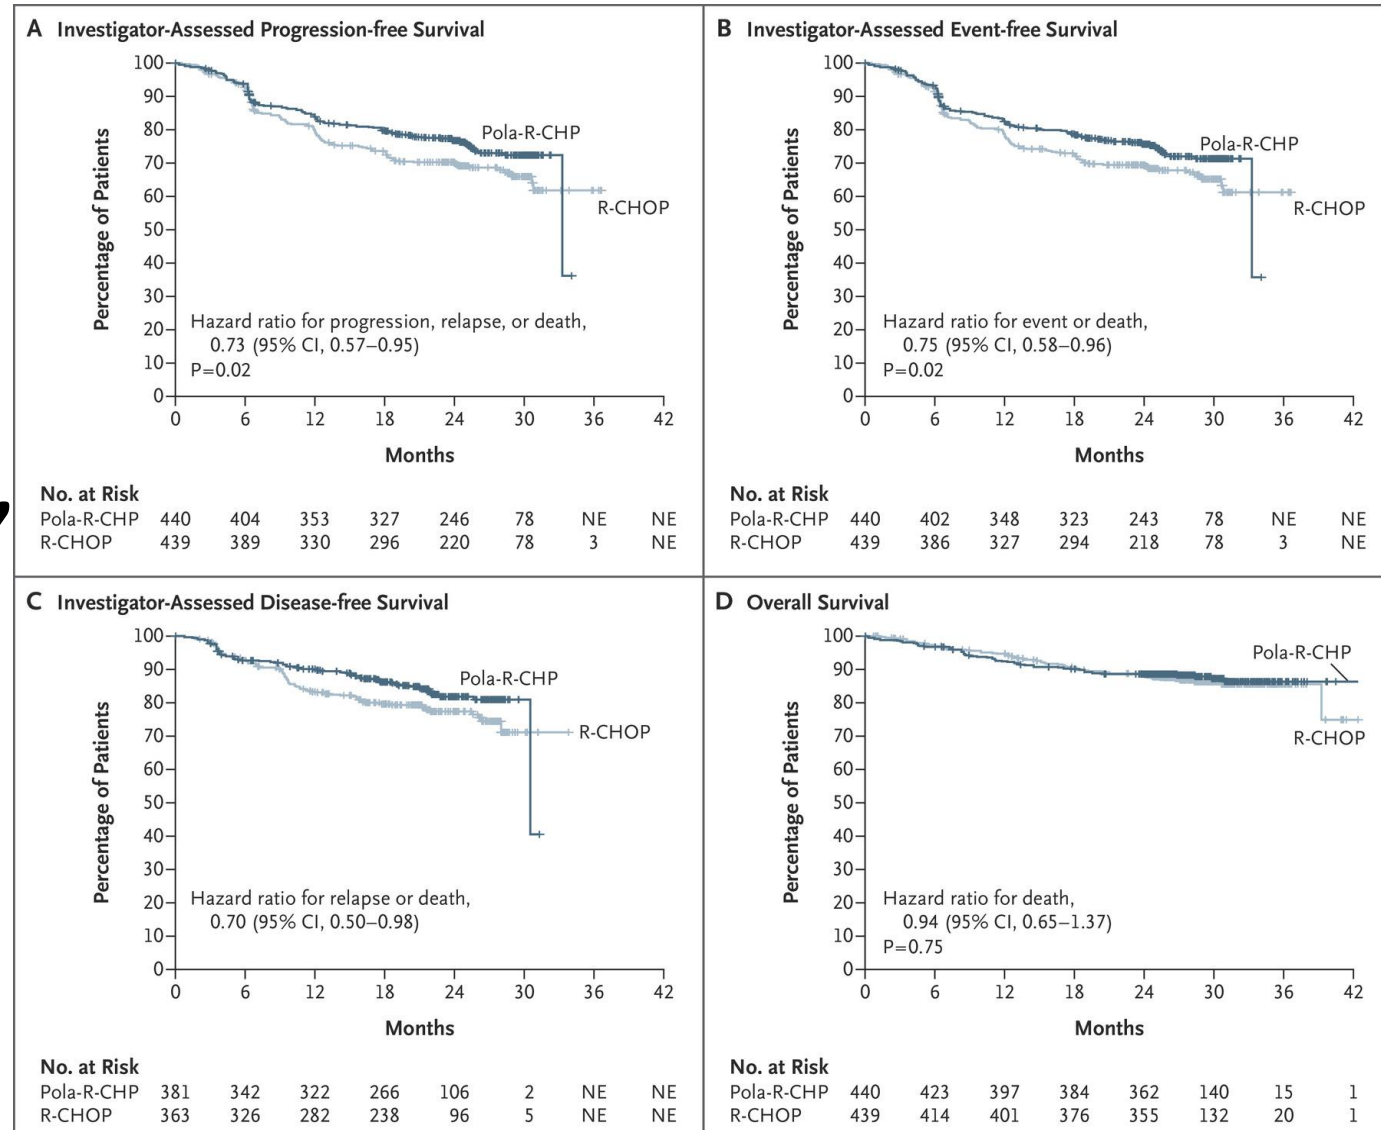 A Investigator-Assessed Progression-free Survival
100
90
80
70
60
50
40
30
20
10
0
Percentage of Patients
Pola-R-CHP
R-CHOP
Hazard ratio for progression, relapse, or death,
0.73 (95% CI, 0.57–0.95)
P=0.02
0 6 12 18 24 30 36 42
Months
No. at Risk
Pola-R-CHP 440 404 353 327 246 78 NE NE
R-CHOP 439 389 330 296 220 78 3 NE
B Investigator-Assessed Event-free Survival
100
90
80
70
60
50
40
30
20
10
0
Percentage of Patients
Pola-R-CHP
R-CHOP
Hazard ratio for event or death,
0.75 (95% CI, 0.58–0.96)
P=0.02
0 6 12 18 24 30 36 42
Months
No. at Risk
Pola-R-CHP 440 402 348 323 243 78 NE NE
R-CHOP 439 386 327 294 218 78 3 NE
C Investigator-Assessed Disease-free Survival
100
90
80
70
60
50
40
30
20
10
0
Percentage of Patients
Pola-R-CHP
R-CHOP
Hazard ratio for relapse or death,
0.70 (95% CI, 0.50–0.98)
0 6 12 18 24 30 36 42
Months
No. at Risk
Pola-R-CHP 381 342 322 266 106 2 NE NE
R-CHOP 363 326 282 238 96 5 NE NE
D Overall Survival
100
90
80
70
60
50
40
30
20
10
0
Percentage of Patients
Pola-R-CHP
R-CHOP
Hazard ratio for death,
0.94 (95% CI, 0.65–1.37)
P=0.75
0 6 12 18 24 30 36 42
Months
No. at Risk
Pola-R-CHP 440 423 397 384 362 140 15 1
R-CHOP 439 414 401 376 355 132 20 1